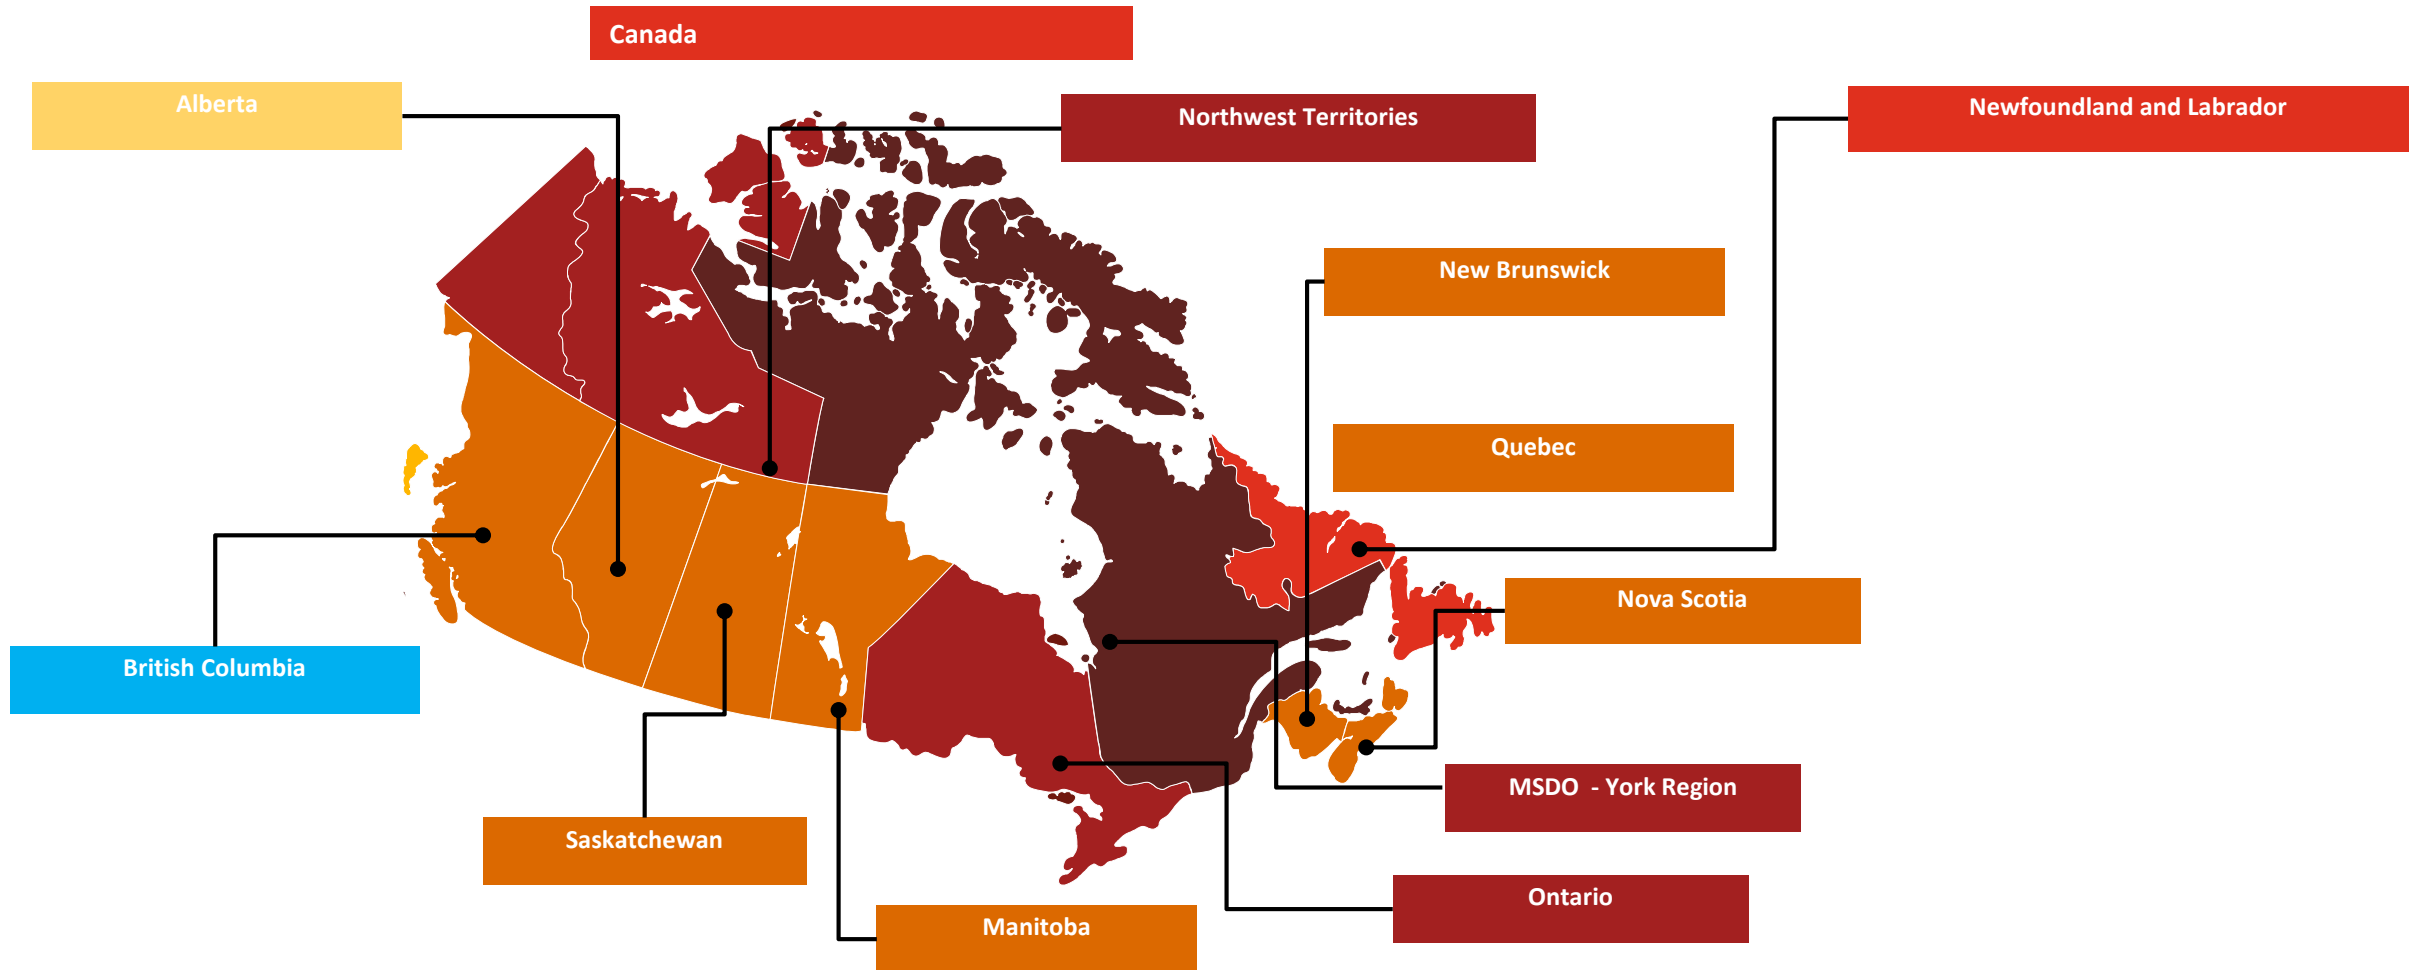 Canada
Alberta
Northwest Territories
Newfoundland and Labrador
New Brunswick
Quebec
Nova Scotia
British Columbia
MSDO - York Region
Saskatchewan
Ontario
Manitoba